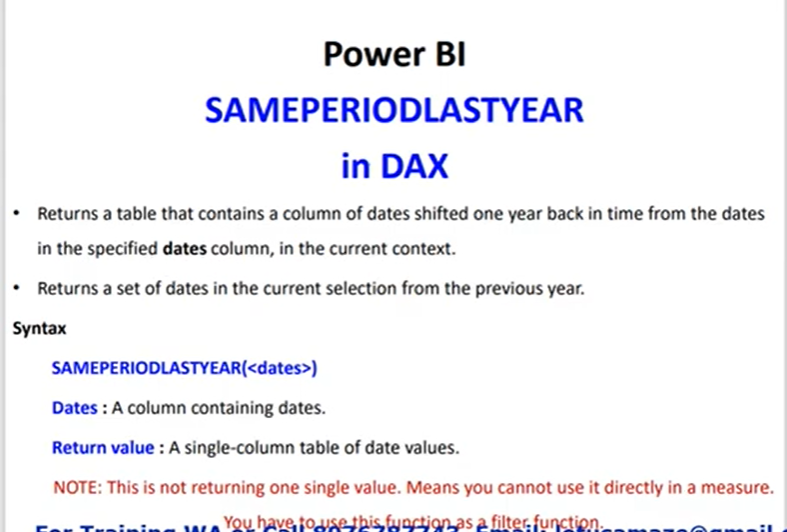 Power BI
SAMEPERIODLASTYEAR
in DAX
• Returns a table that contains a column of dates shifted one year back in time from the dates
in the specified dates column, in the current context.
• Returns a set of dates in the current selection from the previous year.
Syntax
SAMEPERIODLASTYEAR(<dates>)
Dates : A column containing dates.
Return value : A single-column table of date values.
NOTE: This is not returning one single value. Means you cannot use it directly in a measure.
You have to use this function as a filter function.
For Training WA or Call Email: